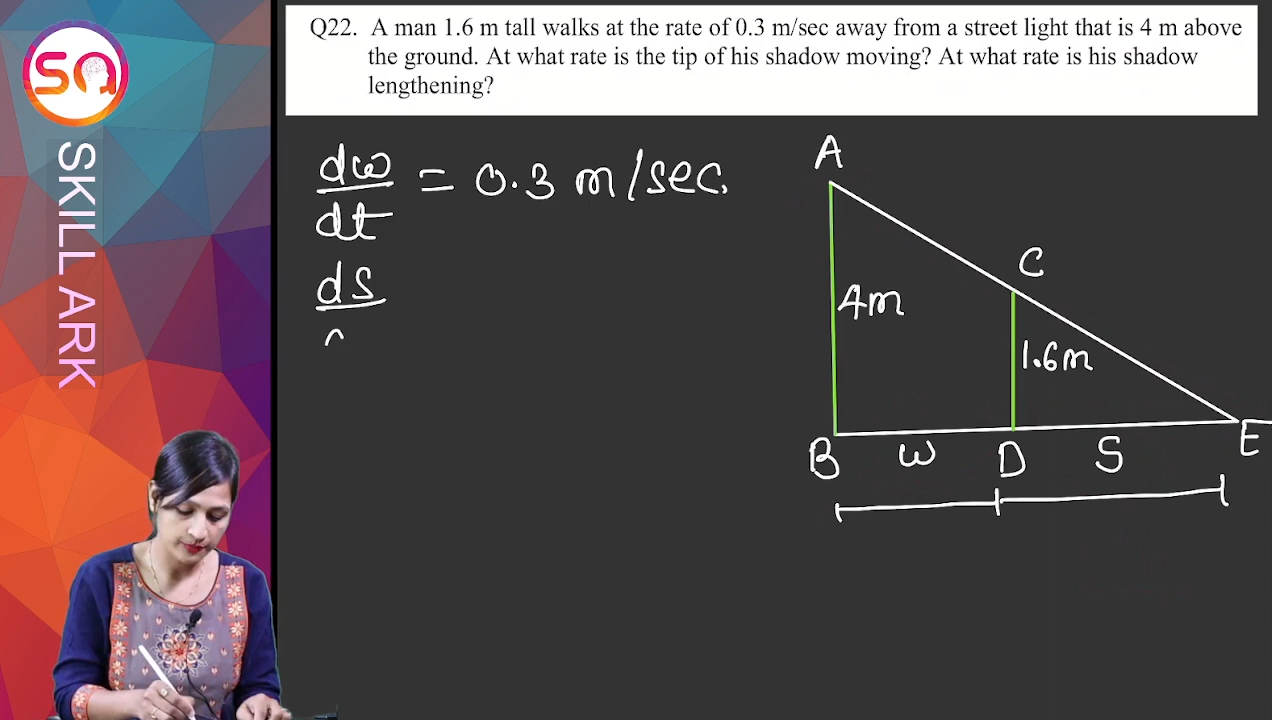 SKILL ARK
Q22. A man 1.6 m tall walks at the rate of 0.3 m/sec away from a street light that is 4 m above
the ground. At what rate is the tip of his shadow moving? At what rate is his shadow
lengthening?
dw/dt = 0.3 m/sec.
ds
A
C
4m
1.6m
B w D S E